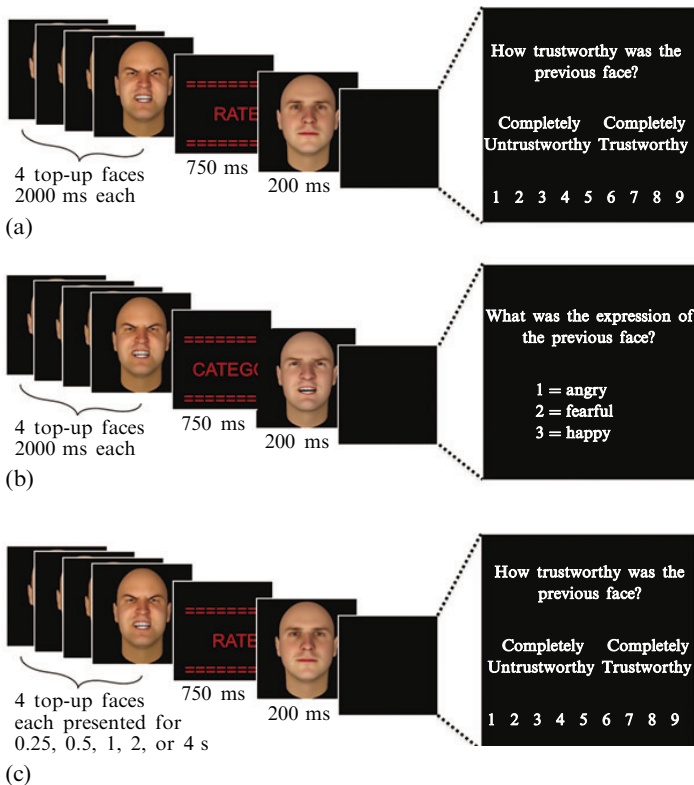 How trustworthy was the
previous face?
Completely Completely
Untrustworthy Trustworthy
1 2 3 4 5 6 7 8 9
=======
RATE
=======
4 top-up faces
2000 ms each
750 ms
200 ms
(a)
What was the expression of
the previous face?
1 = angry
2 = fearful
3 = happy
=======
CATEGO
=======
4 top-up faces
2000 ms each
750 ms
200 ms
(b)
How trustworthy was the
previous face?
Completely Completely
Untrustworthy Trustworthy
1 2 3 4 5 6 7 8 9
=======
RATE
=======
4 top-up faces
each presented for
0.25, 0.5, 1, 2, or 4 s
750 ms
200 ms
(c)